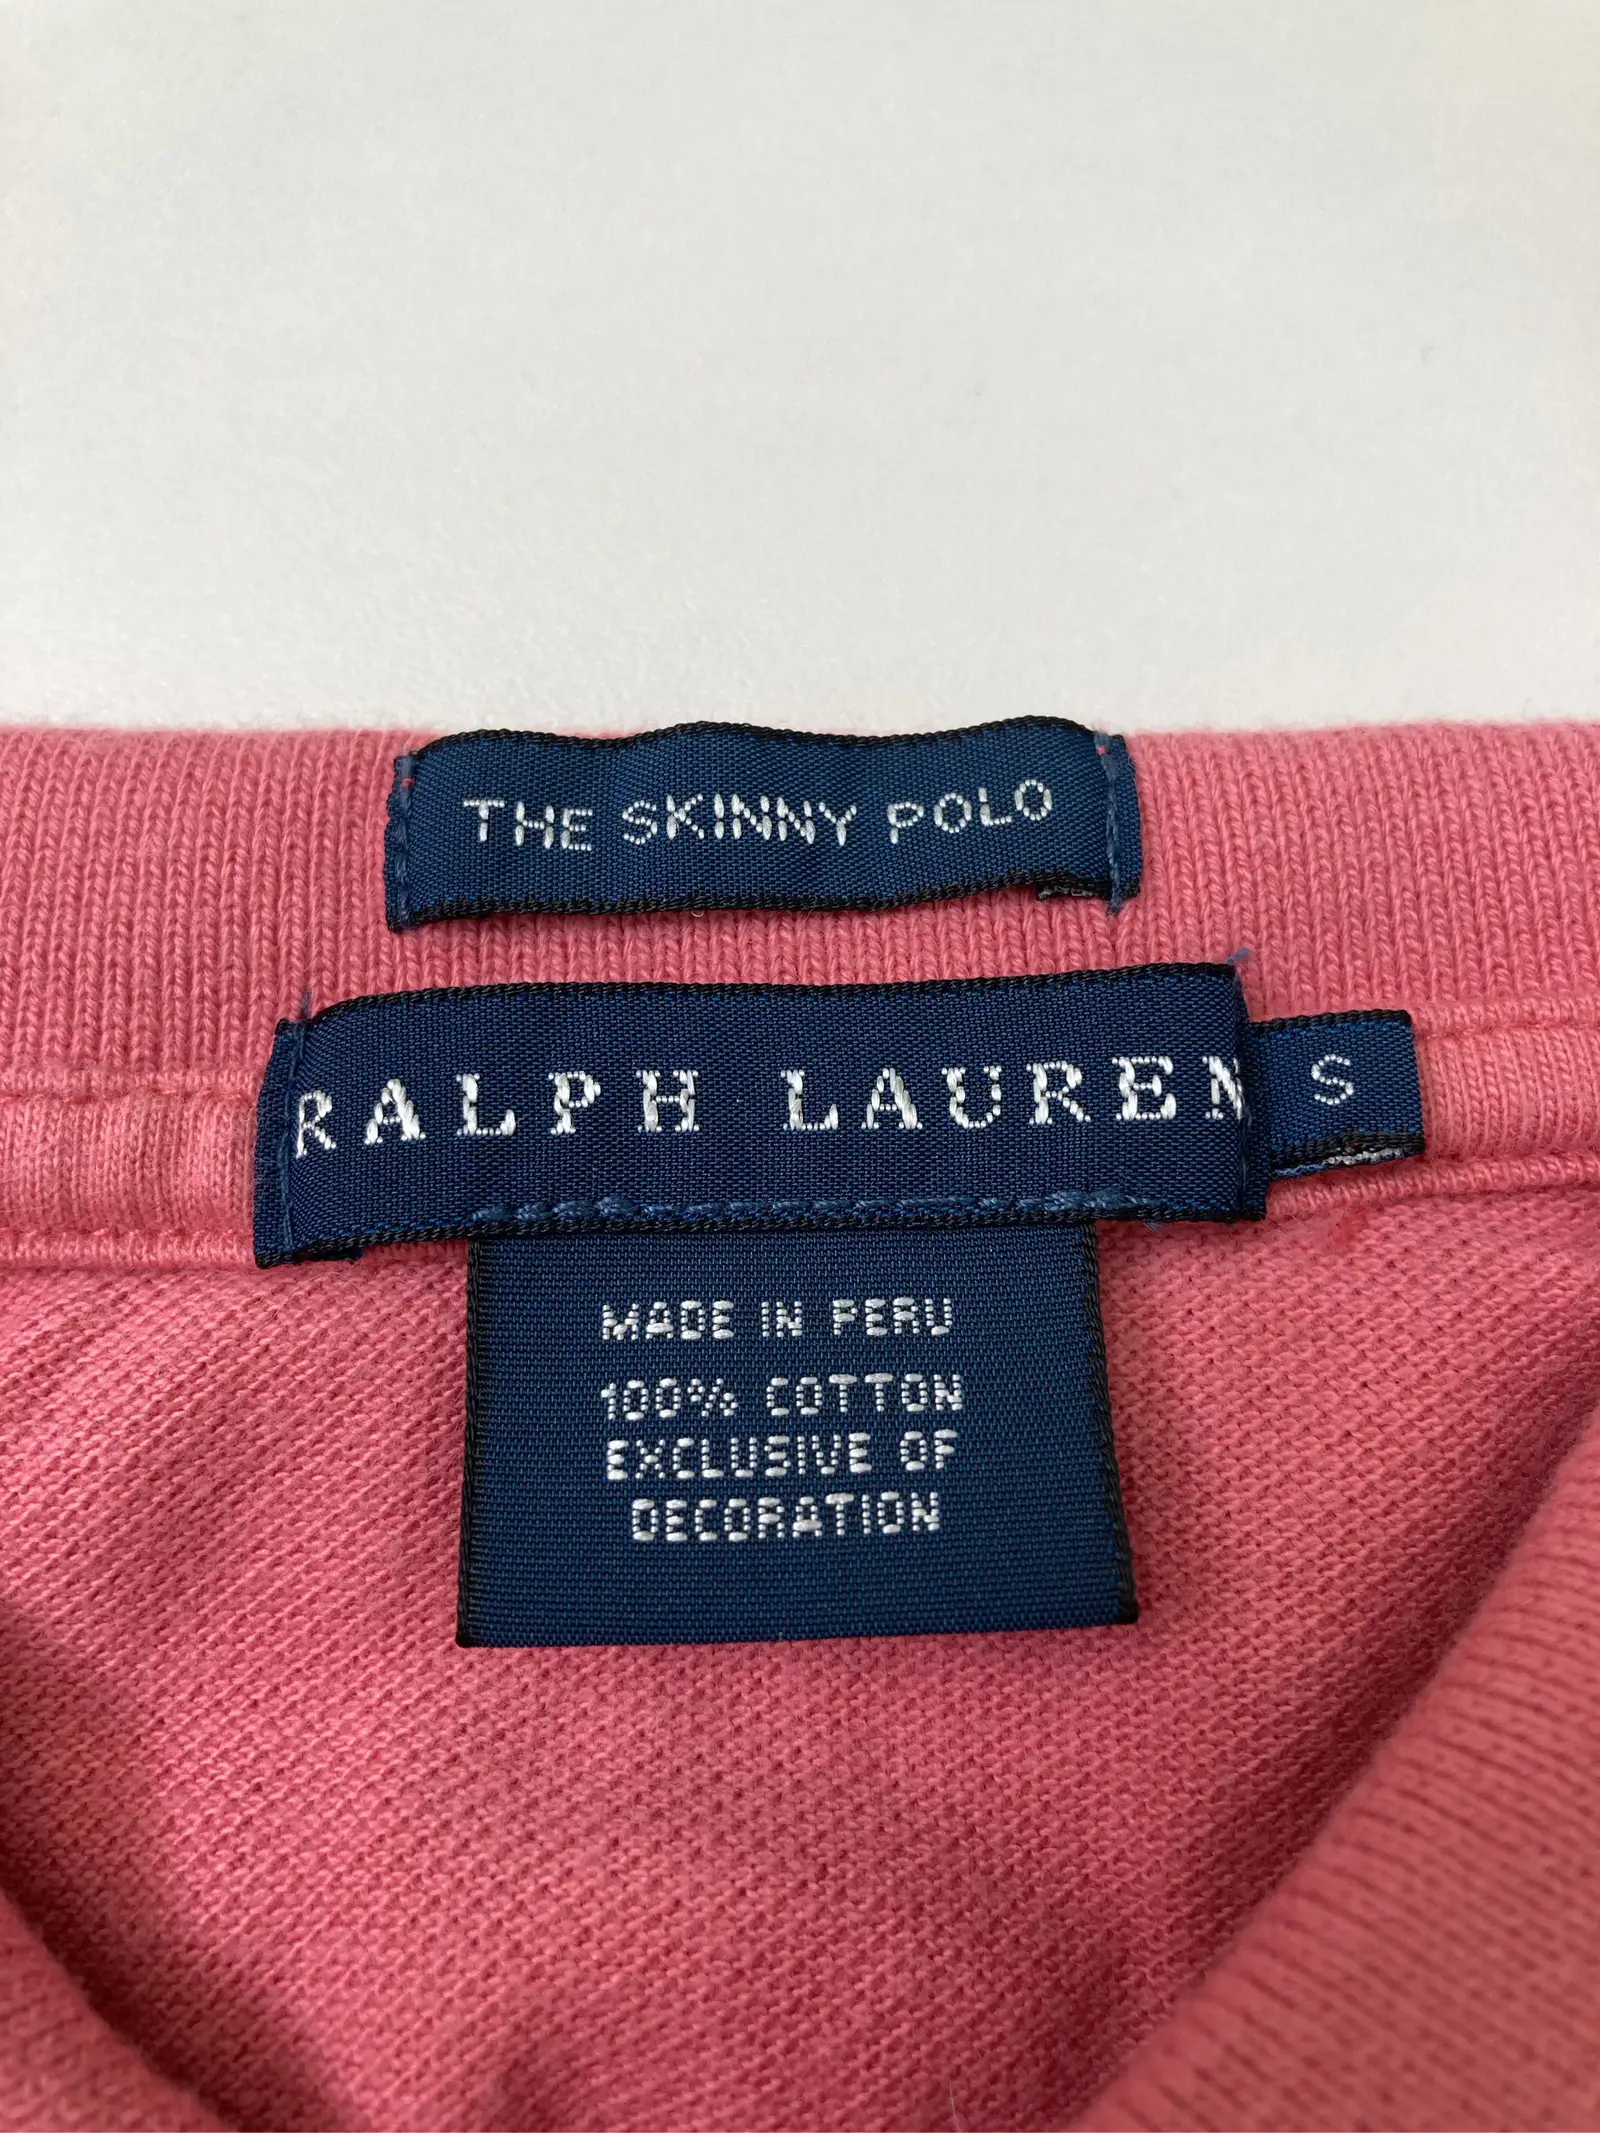 THE SKINNY POLO
RALPH LAUREN
S
MADE IN PERU
100% COTTON
EXCLUSIVE OF
DECORATION